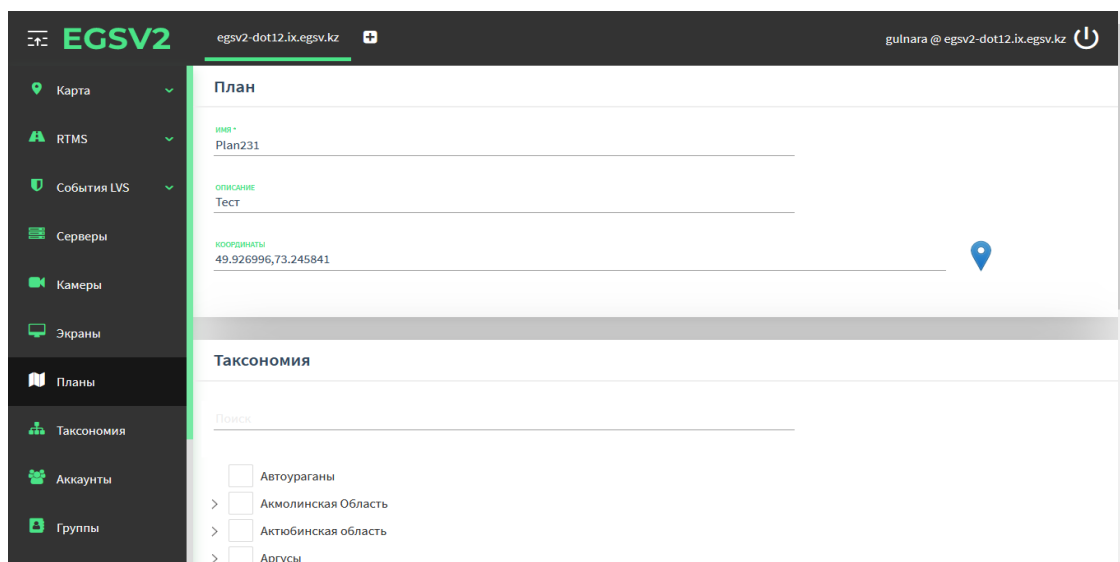 EGSV2
egsv2-dot12.ix.egsv.kz
gulnara @ egsv2-dot12.ix.egsv.kz
Карта
RTMS
События LVS
Серверы
Камеры
Экраны
Планы
Таксономия
Аккаунты
Группы
План
ИМЯ *
Plan231
ОПИСАНИЕ
Тест
КООРДИНАТЫ
49.926996,73.245841
Таксономия
Поиск
Автоураганы
Акмолинская Область
Актюбинская область
Аргусы